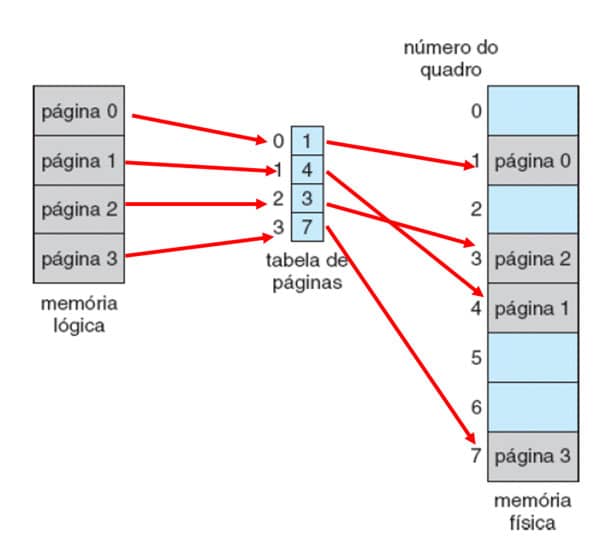 número do
quadro
página 0
página 1
página 2
página 3
memória
lógica
0 1
1 4
2 3
3 7
tabela de
páginas
0
1 página 0
2
3 página 2
4 página 1
5
6
7 página 3
memória
física